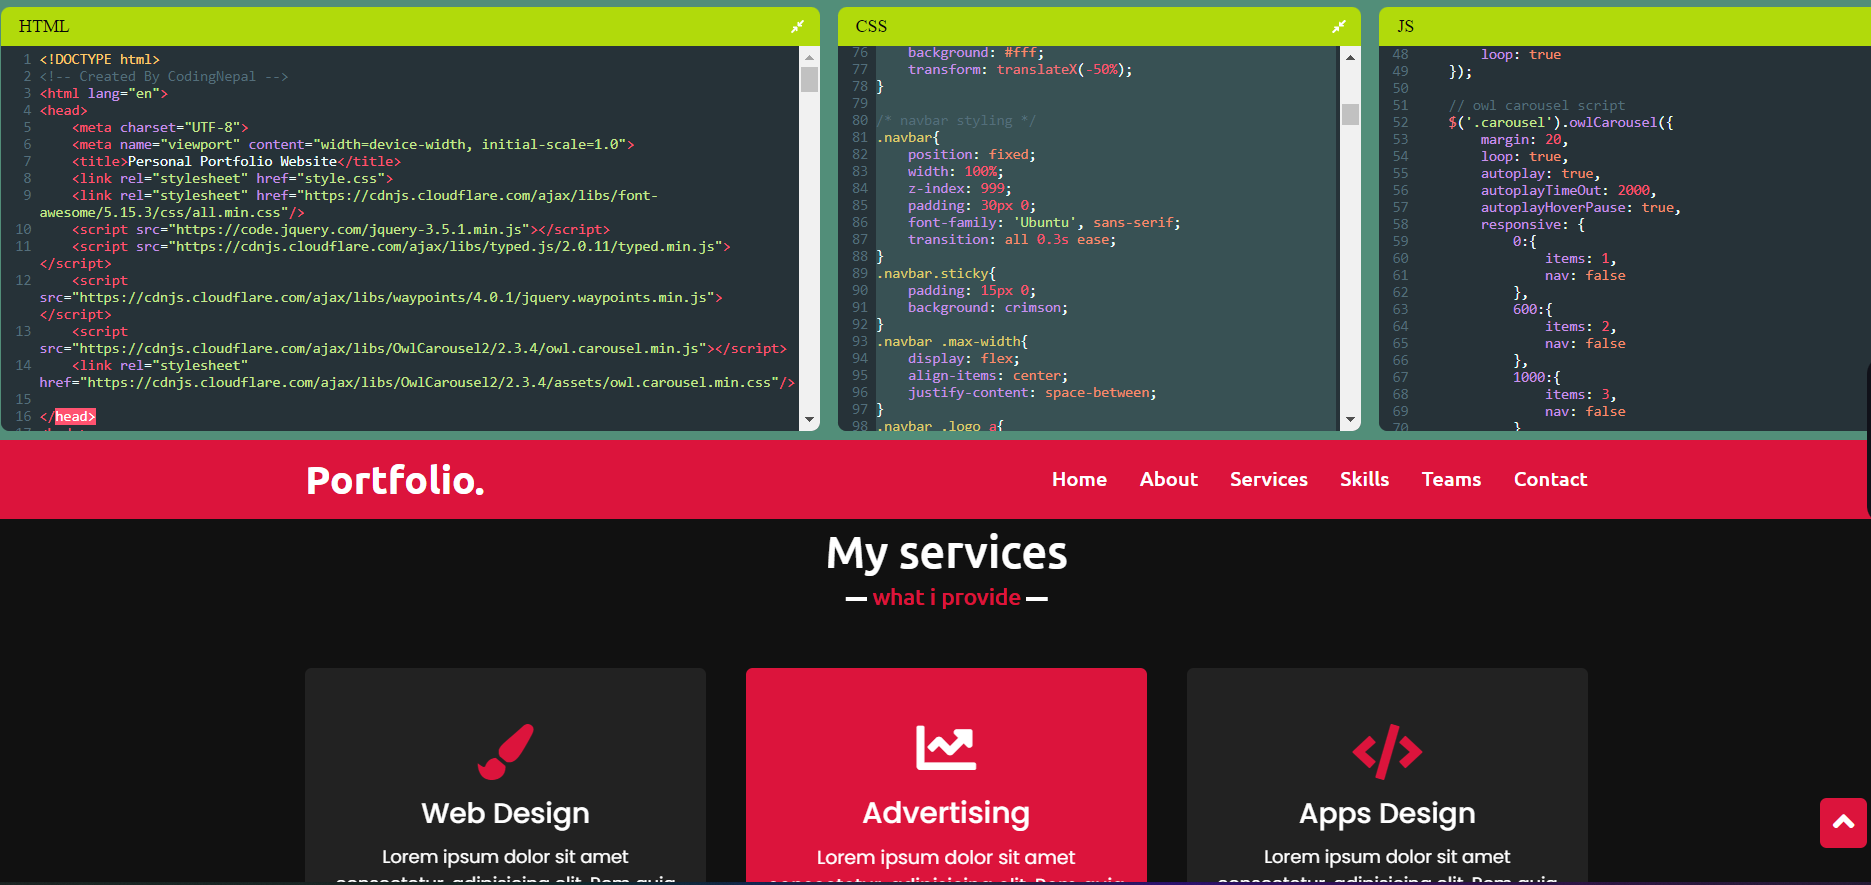 HTML
1 <!DOCTYPE html>
2 <!-- Created By CodingNepal -->
3 <html lang="en">
4 <head>
5     <meta charset="UTF-8">
6     <meta name="viewport" content="width=device-width, initial-scale=1.0">
7     <title>Personal Portfolio Website</title>
8     <link rel="stylesheet" href="style.css">
9     <link rel="stylesheet" href="https://cdnjs.cloudflare.com/ajax/libs/font-
awesome/5.15.3/css/all.min.css"/>
10     <script src="https://code.jquery.com/jquery-3.5.1.min.js"></script>
11     <script src="https://cdnjs.cloudflare.com/ajax/libs/typed.js/2.0.11/typed.min.js">
</script>
12     <script
src="https://cdnjs.cloudflare.com/ajax/libs/waypoints/4.0.1/jquery.waypoints.min.js">
</script>
13     <script
src="https://cdnjs.cloudflare.com/ajax/libs/OwlCarousel2/2.3.4/owl.carousel.min.js"></script>
14     <link rel="stylesheet"
href="https://cdnjs.cloudflare.com/ajax/libs/OwlCarousel2/2.3.4/assets/owl.carousel.min.css"/>
15
16 </head>
CSS
76     background: #fff;
77     transform: translateX(-50%);
78 }
79
80 /* navbar styling */
81 .navbar{
82     position: fixed;
83     width: 100%;
84     z-index: 999;
85     padding: 30px 0;
86     font-family: 'Ubuntu', sans-serif;
87     transition: all 0.3s ease;
88 }
89 .navbar.sticky{
90     padding: 15px 0;
91     background: crimson;
92 }
93 .navbar .max-width{
94     display: flex;
95     align-items: center;
96     justify-content: space-between;
97 }
98 .navbar .logo a{
JS
48         loop: true
49     });
50
51     // owl carousel script
52     $('.carousel').owlCarousel({
53         margin: 20,
54         loop: true,
55         autoplay: true,
56         autoplayTimeOut: 2000,
57         autoplayHoverPause: true,
58         responsive: {
59             0:{
60                 items: 1,
61                 nav: false
62             },
63             600:{
64                 items: 2,
65                 nav: false
66             },
67             1000:{
68                 items: 3,
69                 nav: false
70             }
Portfolio.
Home About Services Skills Teams Contact
My services
what i provide
Web Design
Lorem ipsum dolor sit amet
consectetur, adipisicing elit. Rem quia
Advertising
Lorem ipsum dolor sit amet
consectetur, adipisicing elit. Rem quia
Apps Design
Lorem ipsum dolor sit amet
consectetur, adipisicing elit. Rem quia